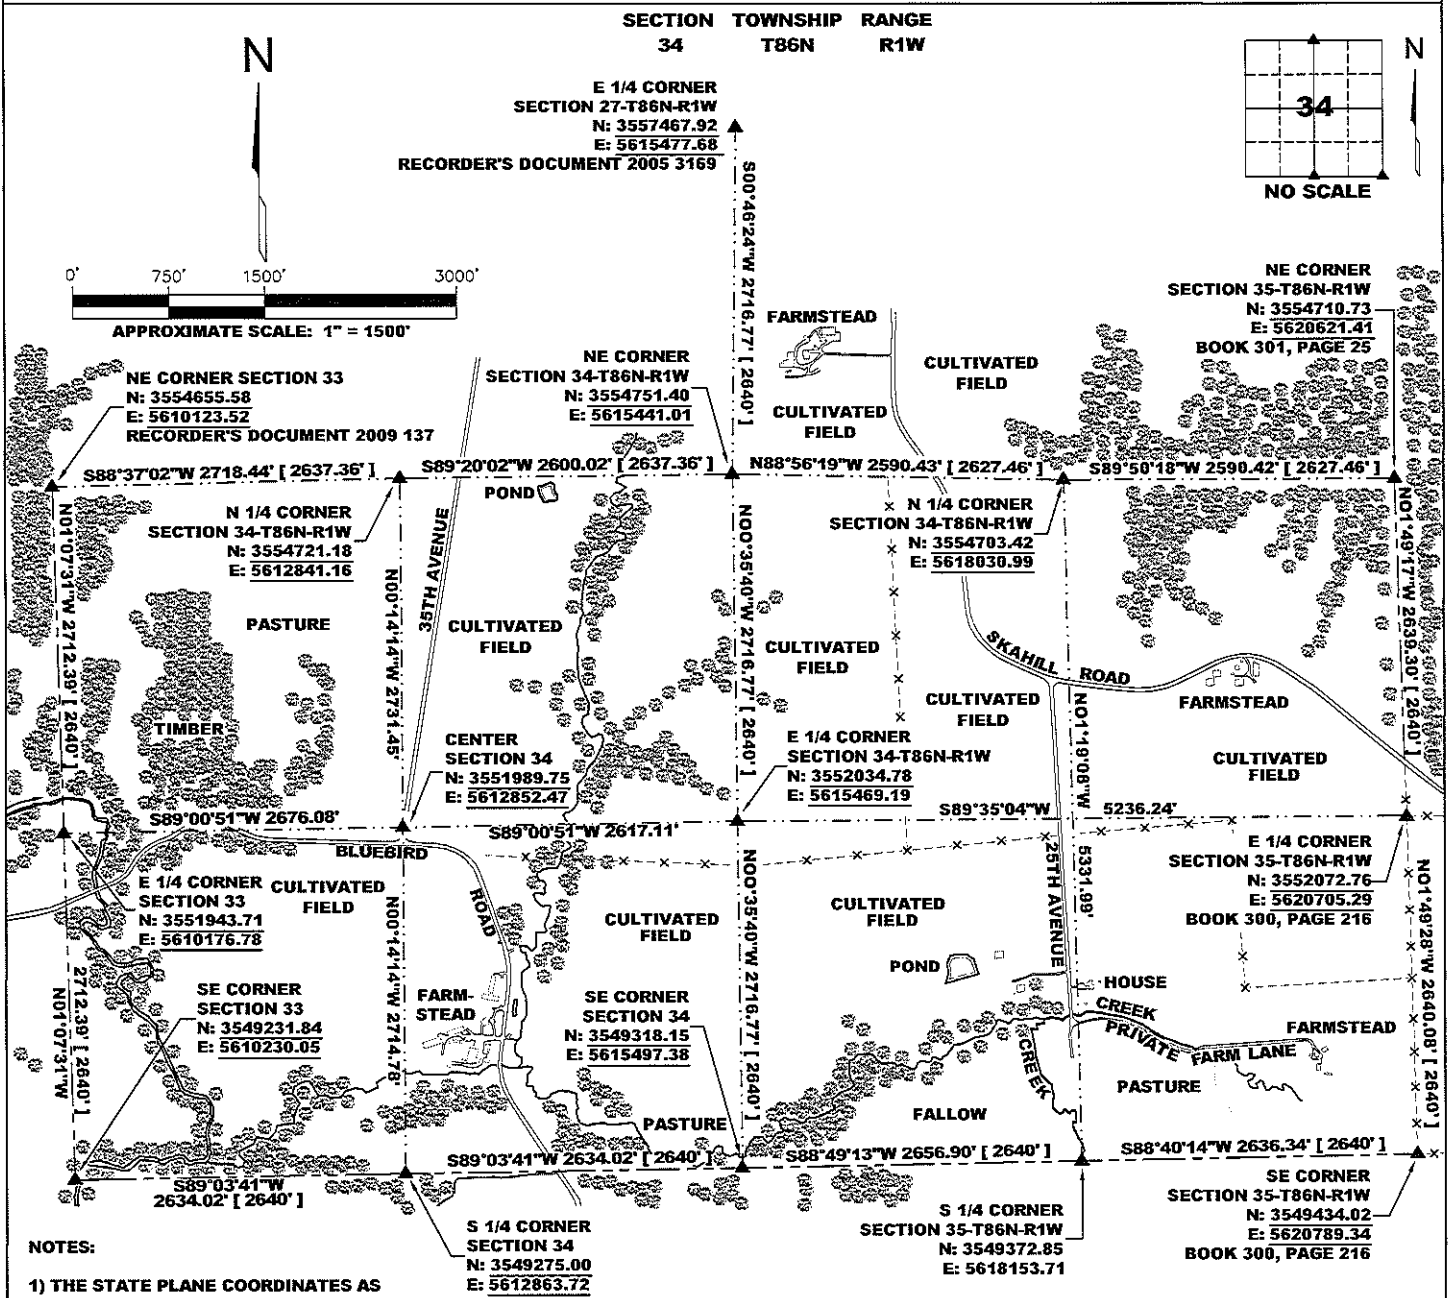 SECTION TOWNSHIP RANGE
34 T86N R1W
N
N
34
NO SCALE
E 1/4 CORNER
SECTION 27-T86N-R1W
N: 3557467.92
E: 5615477.68
RECORDER'S DOCUMENT 2005 3169
S00°46'24"W 2716.77' [ 2640' ]
0' 750' 1500' 3000'
APPROXIMATE SCALE: 1" = 1500'
NE CORNER
SECTION 35-T86N-R1W
N: 3554710.73
E: 5620621.41
BOOK 301, PAGE 25
FARMSTEAD
CULTIVATED
FIELD
CULTIVATED
FIELD
NE CORNER
SECTION 34-T86N-R1W
N: 3554751.40
E: 5615441.01
NE CORNER SECTION 33
N: 3554655.58
E: 5610123.52
RECORDER'S DOCUMENT 2009 137
S88°37'02"W 2718.44' [ 2637.36' ]
S89°20'02"W 2600.02' [ 2637.36' ]
N88°56'19"W 2590.43' [ 2627.46' ]
S89°50'18"W 2590.42' [ 2627.46' ]
POND
N 1/4 CORNER
SECTION 34-T86N-R1W
N: 3554721.18
E: 5612841.16
N 1/4 CORNER
SECTION 34-T86N-R1W
N: 3554703.42
E: 5618030.99
N01°07'31"W 2712.39' [ 2640' ]
N00°14'14"W 2731.45'
35TH AVENUE
N00°35'40"W 2716.77' [ 2640' ]
N01°49'17"W 2639.30' [ 2640' ]
PASTURE
CULTIVATED
FIELD
CULTIVATED
FIELD
SKAHILL ROAD
CULTIVATED
FIELD
FARMSTEAD
N01°19'08"W 5331.99'
TIMBER
CENTER
SECTION 34
N: 3551989.75
E: 5612852.47
E 1/4 CORNER
SECTION 34-T86N-R1W
N: 3552034.78
E: 5615469.19
CULTIVATED
FIELD
S89°00'51"W 2676.08'
S89°00'51"W 2617.11'
S89°35'04"W 5236.24'
BLUEBIRD ROAD
E 1/4 CORNER
SECTION 33
N: 3551943.71
E: 5610176.78
CULTIVATED
FIELD
CULTIVATED
FIELD
CULTIVATED
FIELD
25TH AVENUE
E 1/4 CORNER
SECTION 35-T86N-R1W
N: 3552072.76
E: 5620705.29
BOOK 300, PAGE 216
N01°07'31"W
2712.39' [ 2640' ]
N00°14'14"W 2714.78'
N00°35'40"W 2716.77' [ 2640' ]
N01°49'28"W 2640.08' [ 2640' ]
SE CORNER
SECTION 33
N: 3549231.84
E: 5610230.05
FARM-
STEAD
SE CORNER
SECTION 34
N: 3549318.15
E: 5615497.38
POND
HOUSE
CREEK
CREEK
PRIVATE FARM LANE
FARMSTEAD
PASTURE
FALLOW
PASTURE
S89°03'41"W
2634.02' [ 2640' ]
S89°03'41"W 2634.02' [ 2640' ]
S88°49'13"W 2656.90' [ 2640' ]
S88°40'14"W 2636.34' [ 2640' ]
S 1/4 CORNER
SECTION 34
N: 3549275.00
E: 5612863.72
S 1/4 CORNER
SECTION 35-T86N-R1W
N: 3549372.85
E: 5618153.71
SE CORNER
SECTION 35-T86N-R1W
N: 3549434.02
E: 5620789.34
BOOK 300, PAGE 216
NOTES:
1) THE STATE PLANE COORDINATES AS